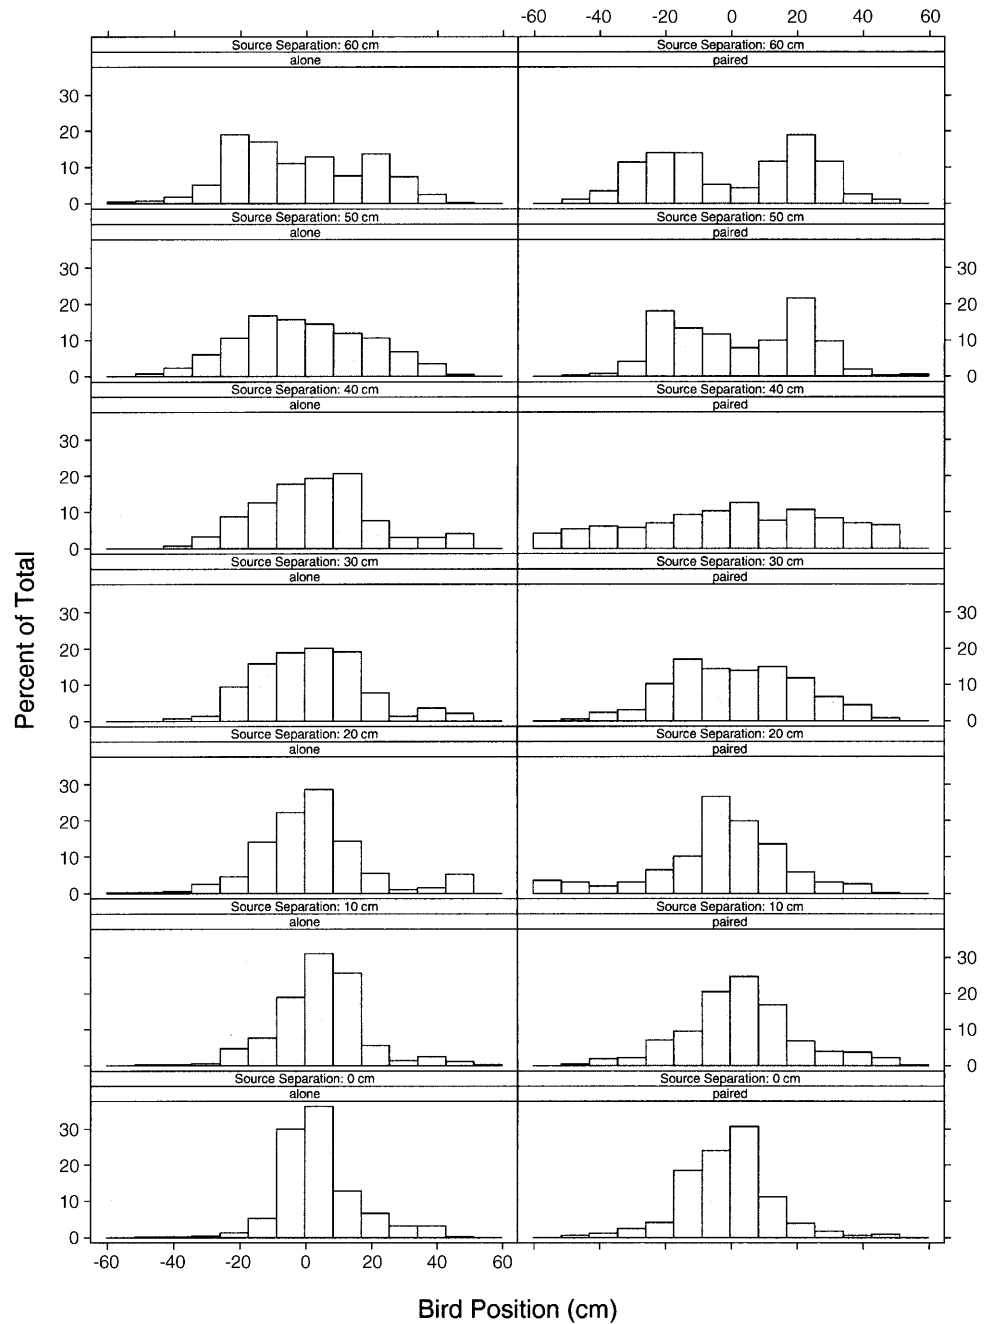 -60 -40 -20 0 20 40 60
Source Separation: 60 cm Source Separation: 60 cm
alone paired
30
20
10
0
Source Separation: 50 cm Source Separation: 50 cm
alone paired
30 30
20 20
10 10
0 0
Source Separation: 40 cm Source Separation: 40 cm
alone paired
30
20
10
0
Source Separation: 30 cm Source Separation: 30 cm
alone paired
30 30
20 20
10 10
0 0
Source Separation: 20 cm Source Separation: 20 cm
alone paired
30
20
10
0
Source Separation: 10 cm Source Separation: 10 cm
alone paired
30
20
10
0
Source Separation: 0 cm Source Separation: 0 cm
alone paired
30
20
10
0
-60 -40 -20 0 20 40 60
Percent of Total
Bird Position (cm)